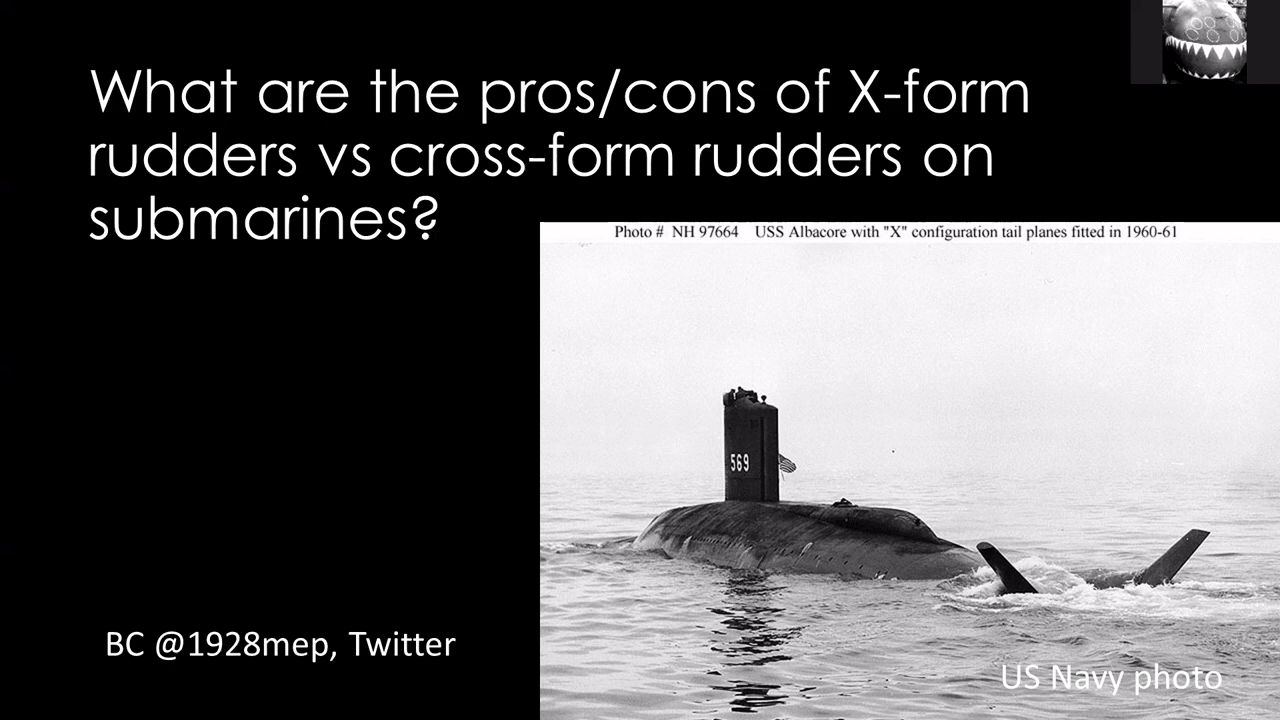 What are the pros/cons of X-form
rudders vs cross-form rudders on
submarines?
Photo # NH 97664 USS Albacore with "X" configuration tail planes fitted in 1960-61
569
BC @1928mep, Twitter
US Navy photo